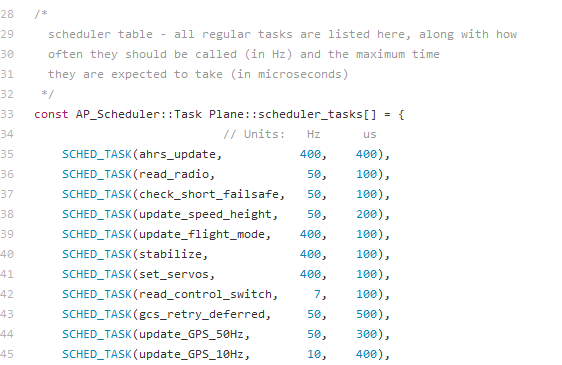 28 /*
29 scheduler table - all regular tasks are listed here, along with how
30 often they should be called (in Hz) and the maximum time
31 they are expected to take (in microseconds)
32 */
33 const AP_Scheduler::Task Plane::scheduler_tasks[] = {
34 // Units: Hz us
35 SCHED_TASK(ahrs_update, 400, 400),
36 SCHED_TASK(read_radio, 50, 100),
37 SCHED_TASK(check_short_failsafe, 50, 100),
38 SCHED_TASK(update_speed_height, 50, 200),
39 SCHED_TASK(update_flight_mode, 400, 100),
40 SCHED_TASK(stabilize, 400, 100),
41 SCHED_TASK(set_servos, 400, 100),
42 SCHED_TASK(read_control_switch, 7, 100),
43 SCHED_TASK(gcs_retry_deferred, 50, 500),
44 SCHED_TASK(update_GPS_50Hz, 50, 300),
45 SCHED_TASK(update_GPS_10Hz, 10, 400),